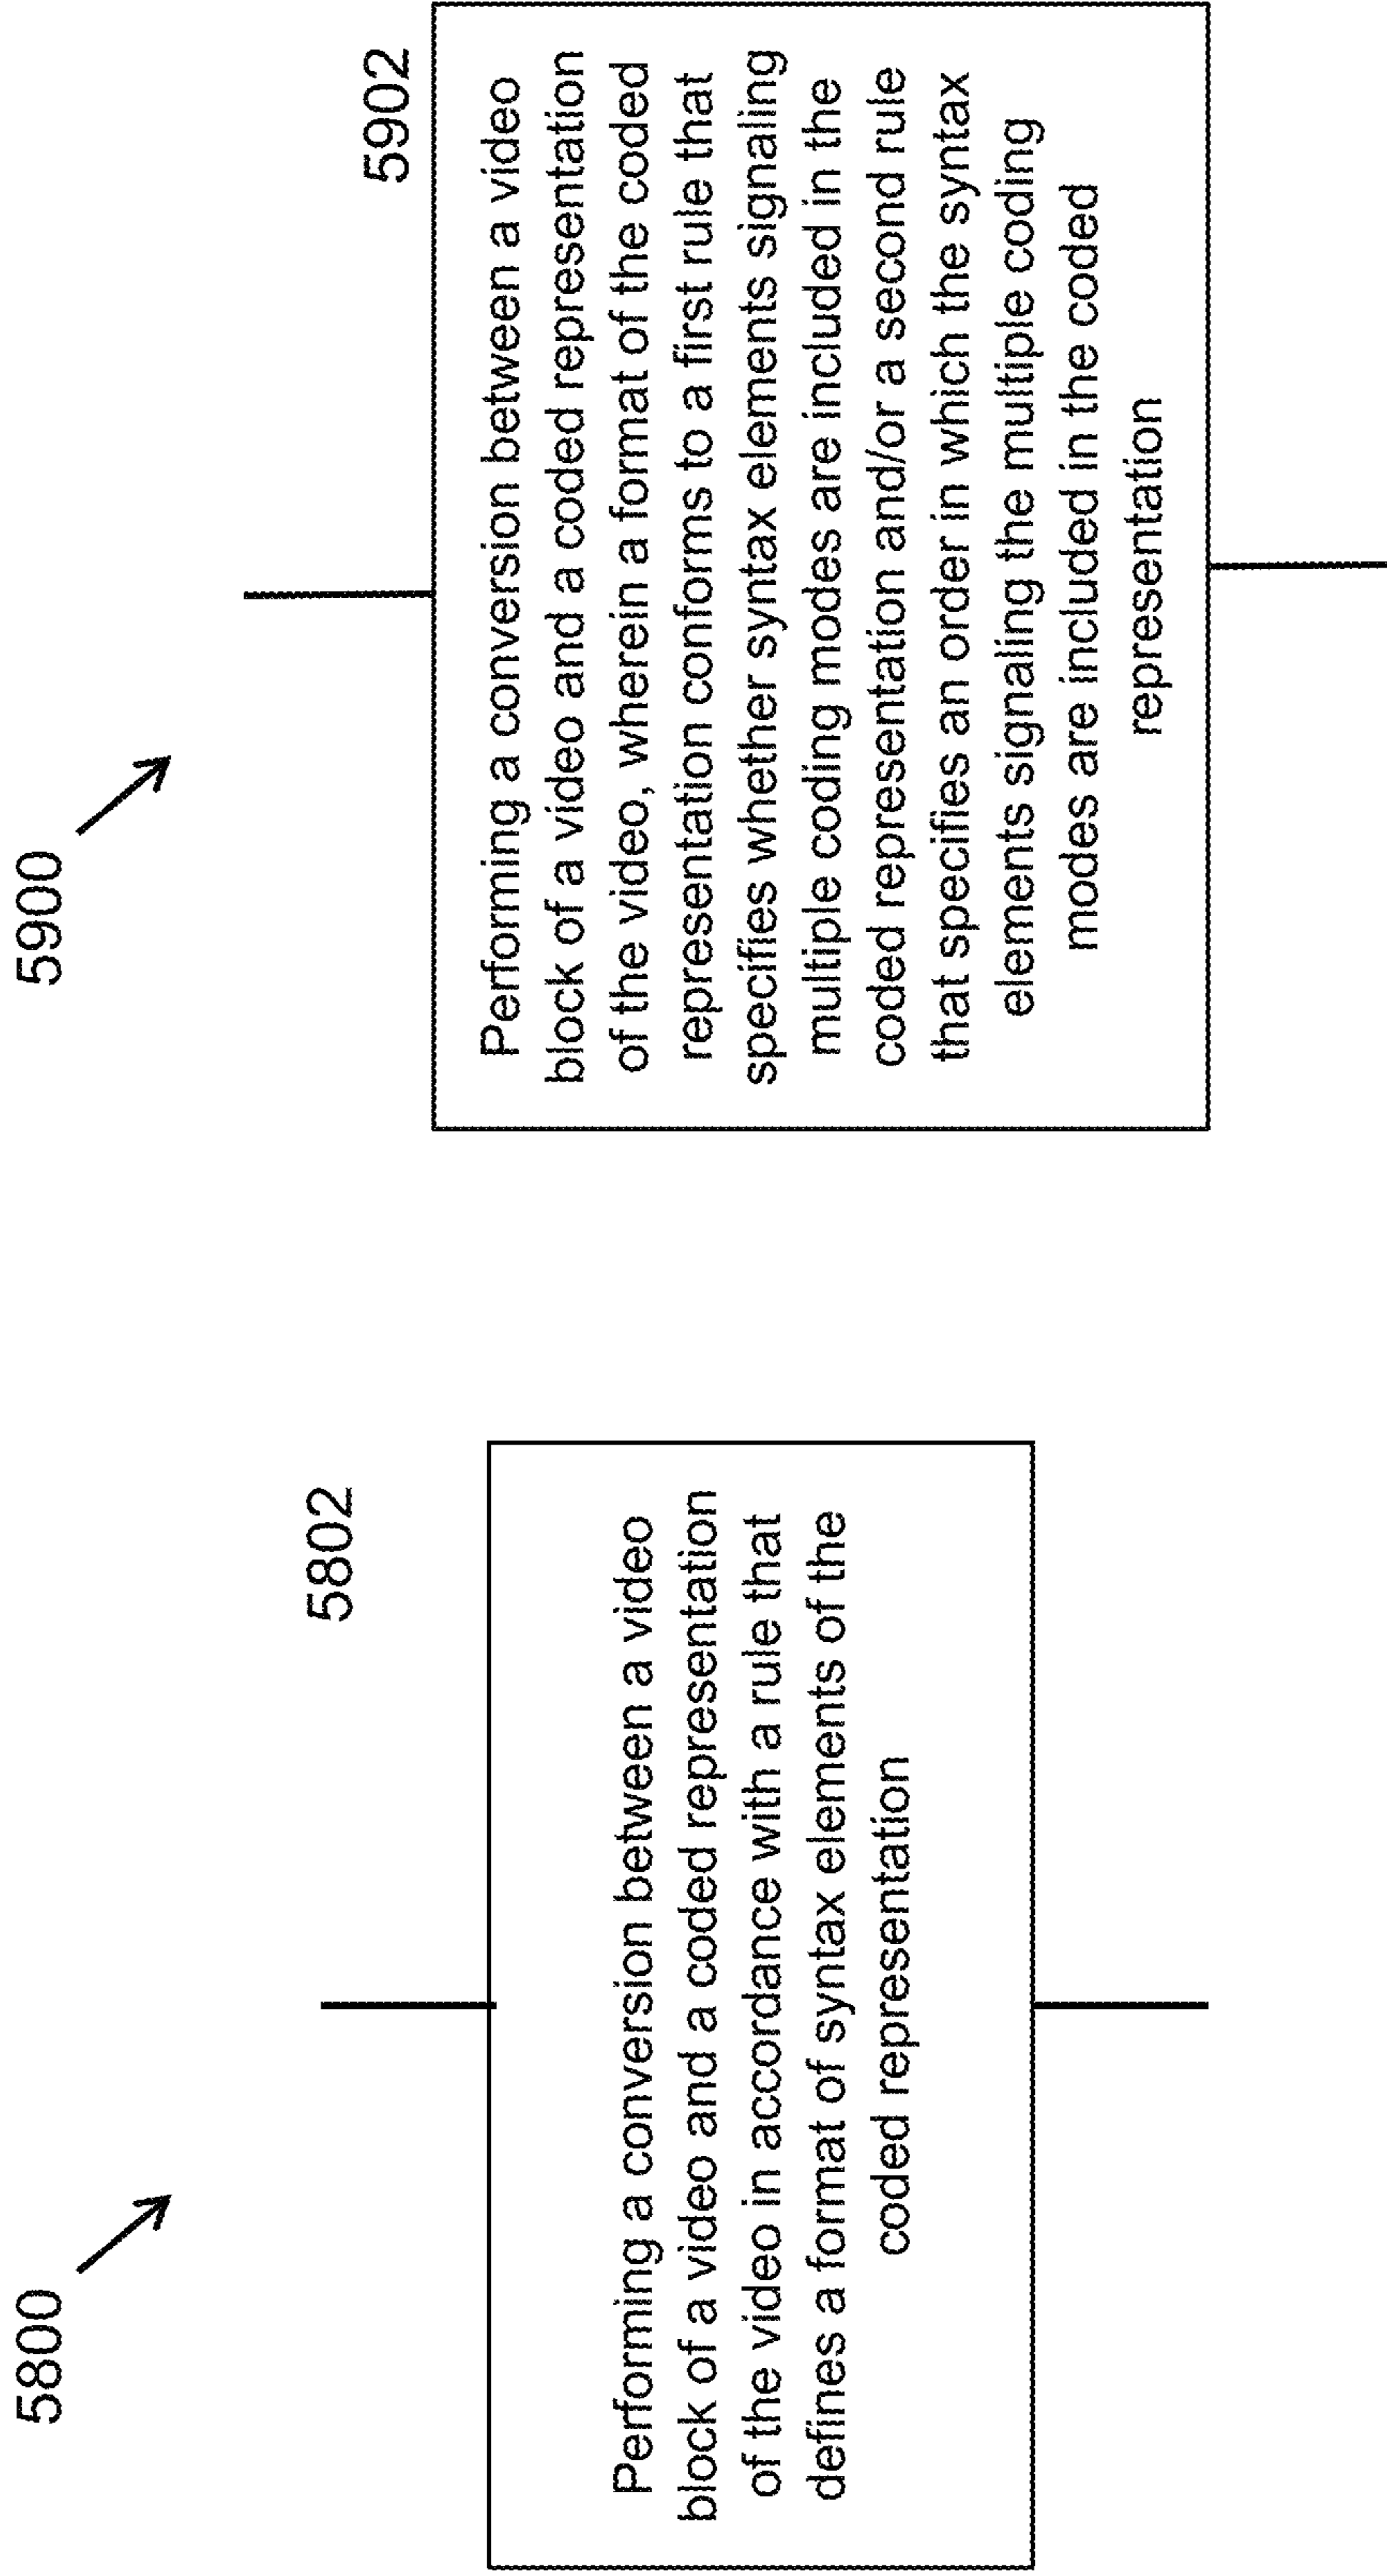 5800
5802
Performing a conversion between a video
block of a video and a coded representation
of the video in accordance with a rule that
defines a format of syntax elements of the
coded representation
5900
5902
Performing a conversion between a video
block of a video and a coded representation
of the video, wherein a format of the coded
representation conforms to a first rule that
specifies whether syntax elements signaling
multiple coding modes are included in the
coded representation and/or a second rule
that specifies an order in which the syntax
elements signaling the multiple coding
modes are included in the coded
representation